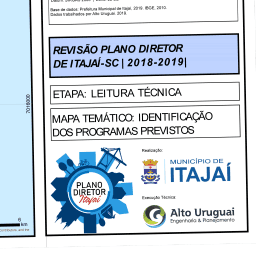 Base de dados: Prefeitura Municipal de Itajaí, 2019. IBGE, 2010.
Dados trabalhados por Alto Uruguai, 2019.
REVISÃO PLANO DIRETOR
DE ITAJAÍ-SC | 2018-2019|
ETAPA: LEITURA TÉCNICA
MAPA TEMÁTICO: IDENTIFICAÇÃO
DOS PROGRAMAS PREVISTOS
Realização:
MUNICÍPIO DE
ITAJAÍ
PLANO
DIRETOR
Itajaí
Execução Técnica:
Alto Uruguai
Engenharia & Planejamento
km